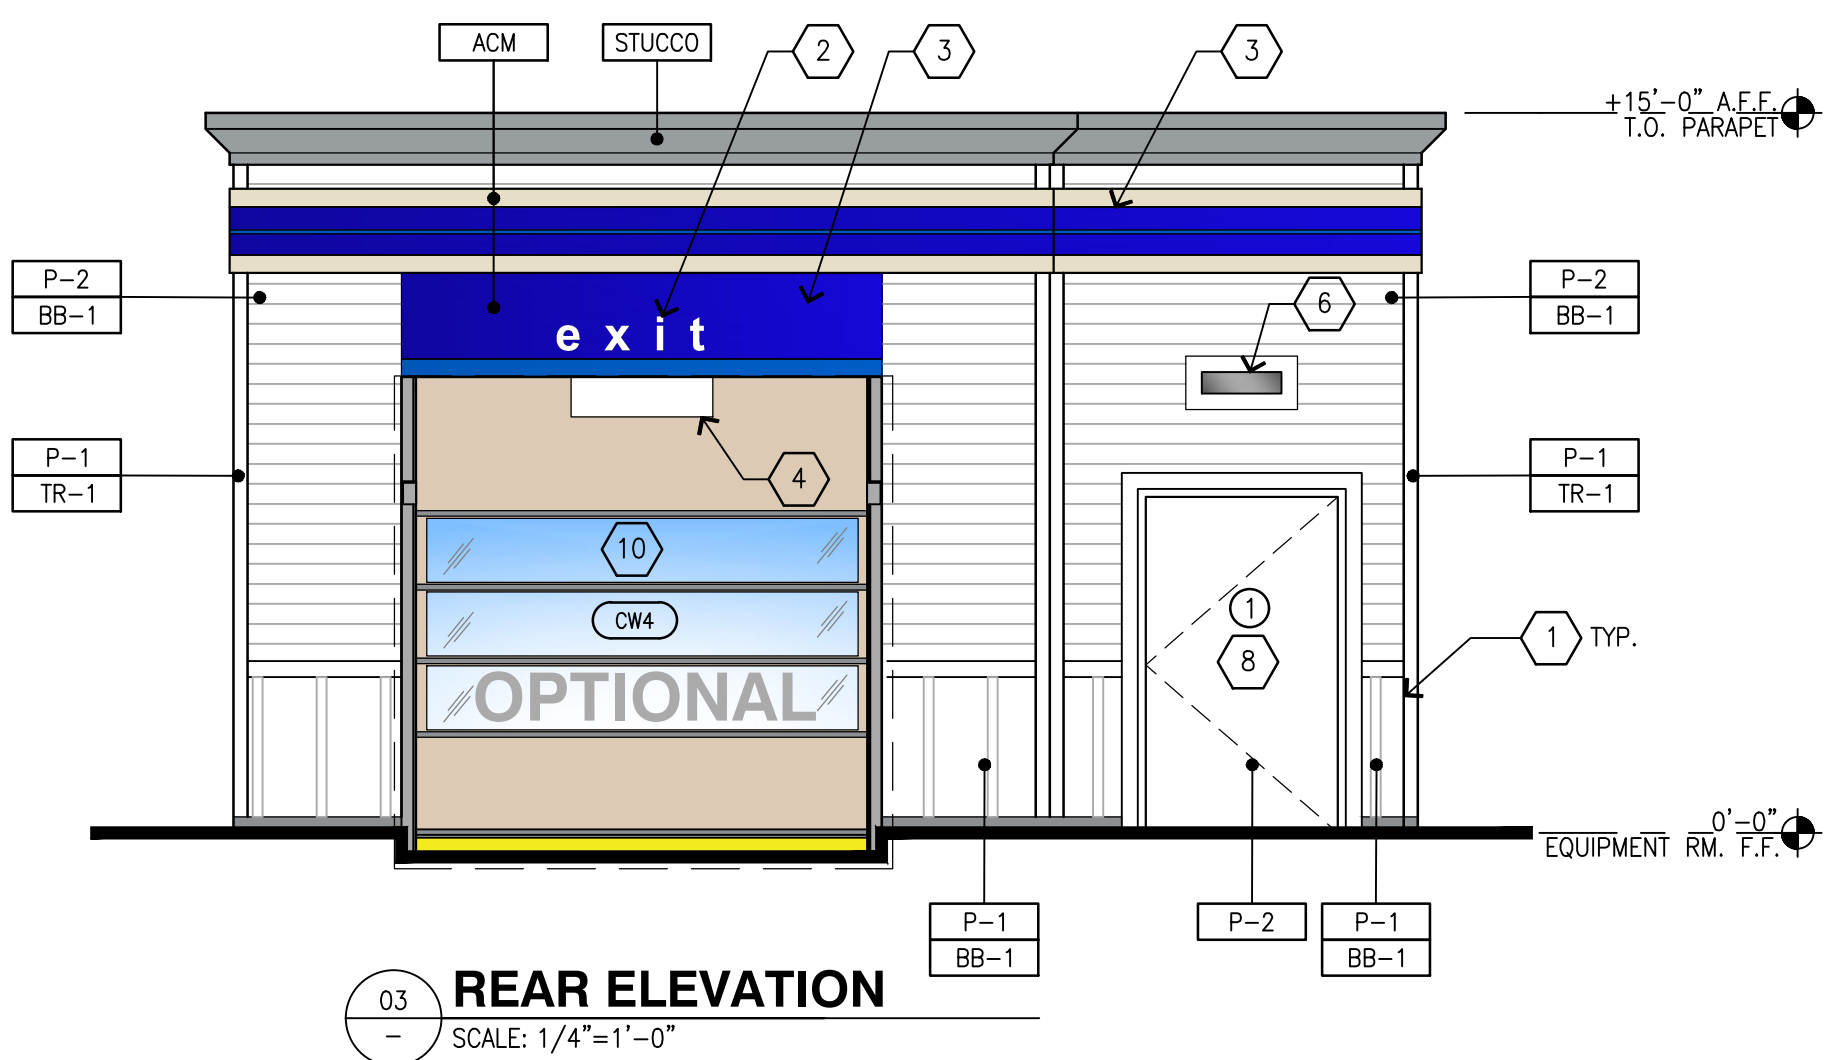 ACM
STUCCO
2
3
3
+15'-0" A.F.F.
T.O. PARAPET
P-2
BB-1
exit
6
P-2
BB-1
P-1
TR-1
4
P-1
TR-1
10
CW4
1
1 TYP.
8
OPTIONAL
0'-0"
EQUIPMENT RM. F.F.
P-1
BB-1
P-2
P-1
BB-1
03
-
REAR ELEVATION
SCALE: 1/4"=1'-0"